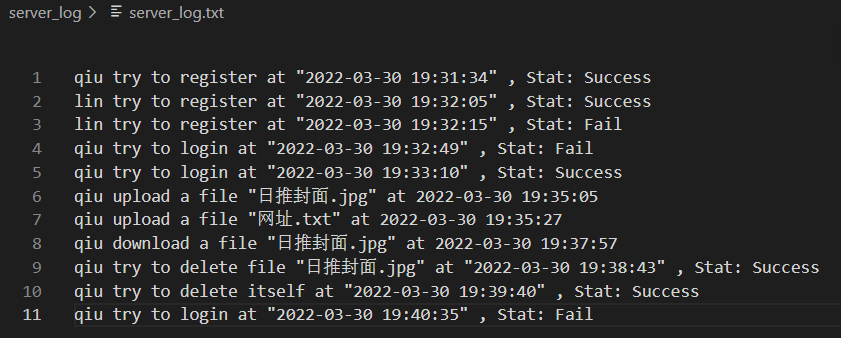 server_log > server_log.txt
1 qiu try to register at "2022-03-30 19:31:34" , Stat: Success
2 lin try to register at "2022-03-30 19:32:05" , Stat: Success
3 lin try to register at "2022-03-30 19:32:15" , Stat: Fail
4 qiu try to login at "2022-03-30 19:32:49" , Stat: Fail
5 qiu try to login at "2022-03-30 19:33:10" , Stat: Success
6 qiu upload a file "日推封面.jpg" at 2022-03-30 19:35:05
7 qiu upload a file "网址.txt" at 2022-03-30 19:35:27
8 qiu download a file "日推封面.jpg" at 2022-03-30 19:37:57
9 qiu try to delete file "日推封面.jpg" at "2022-03-30 19:38:43" , Stat: Success
10 qiu try to delete itself at "2022-03-30 19:39:40" , Stat: Success
11 qiu try to login at "2022-03-30 19:40:35" , Stat: Fail